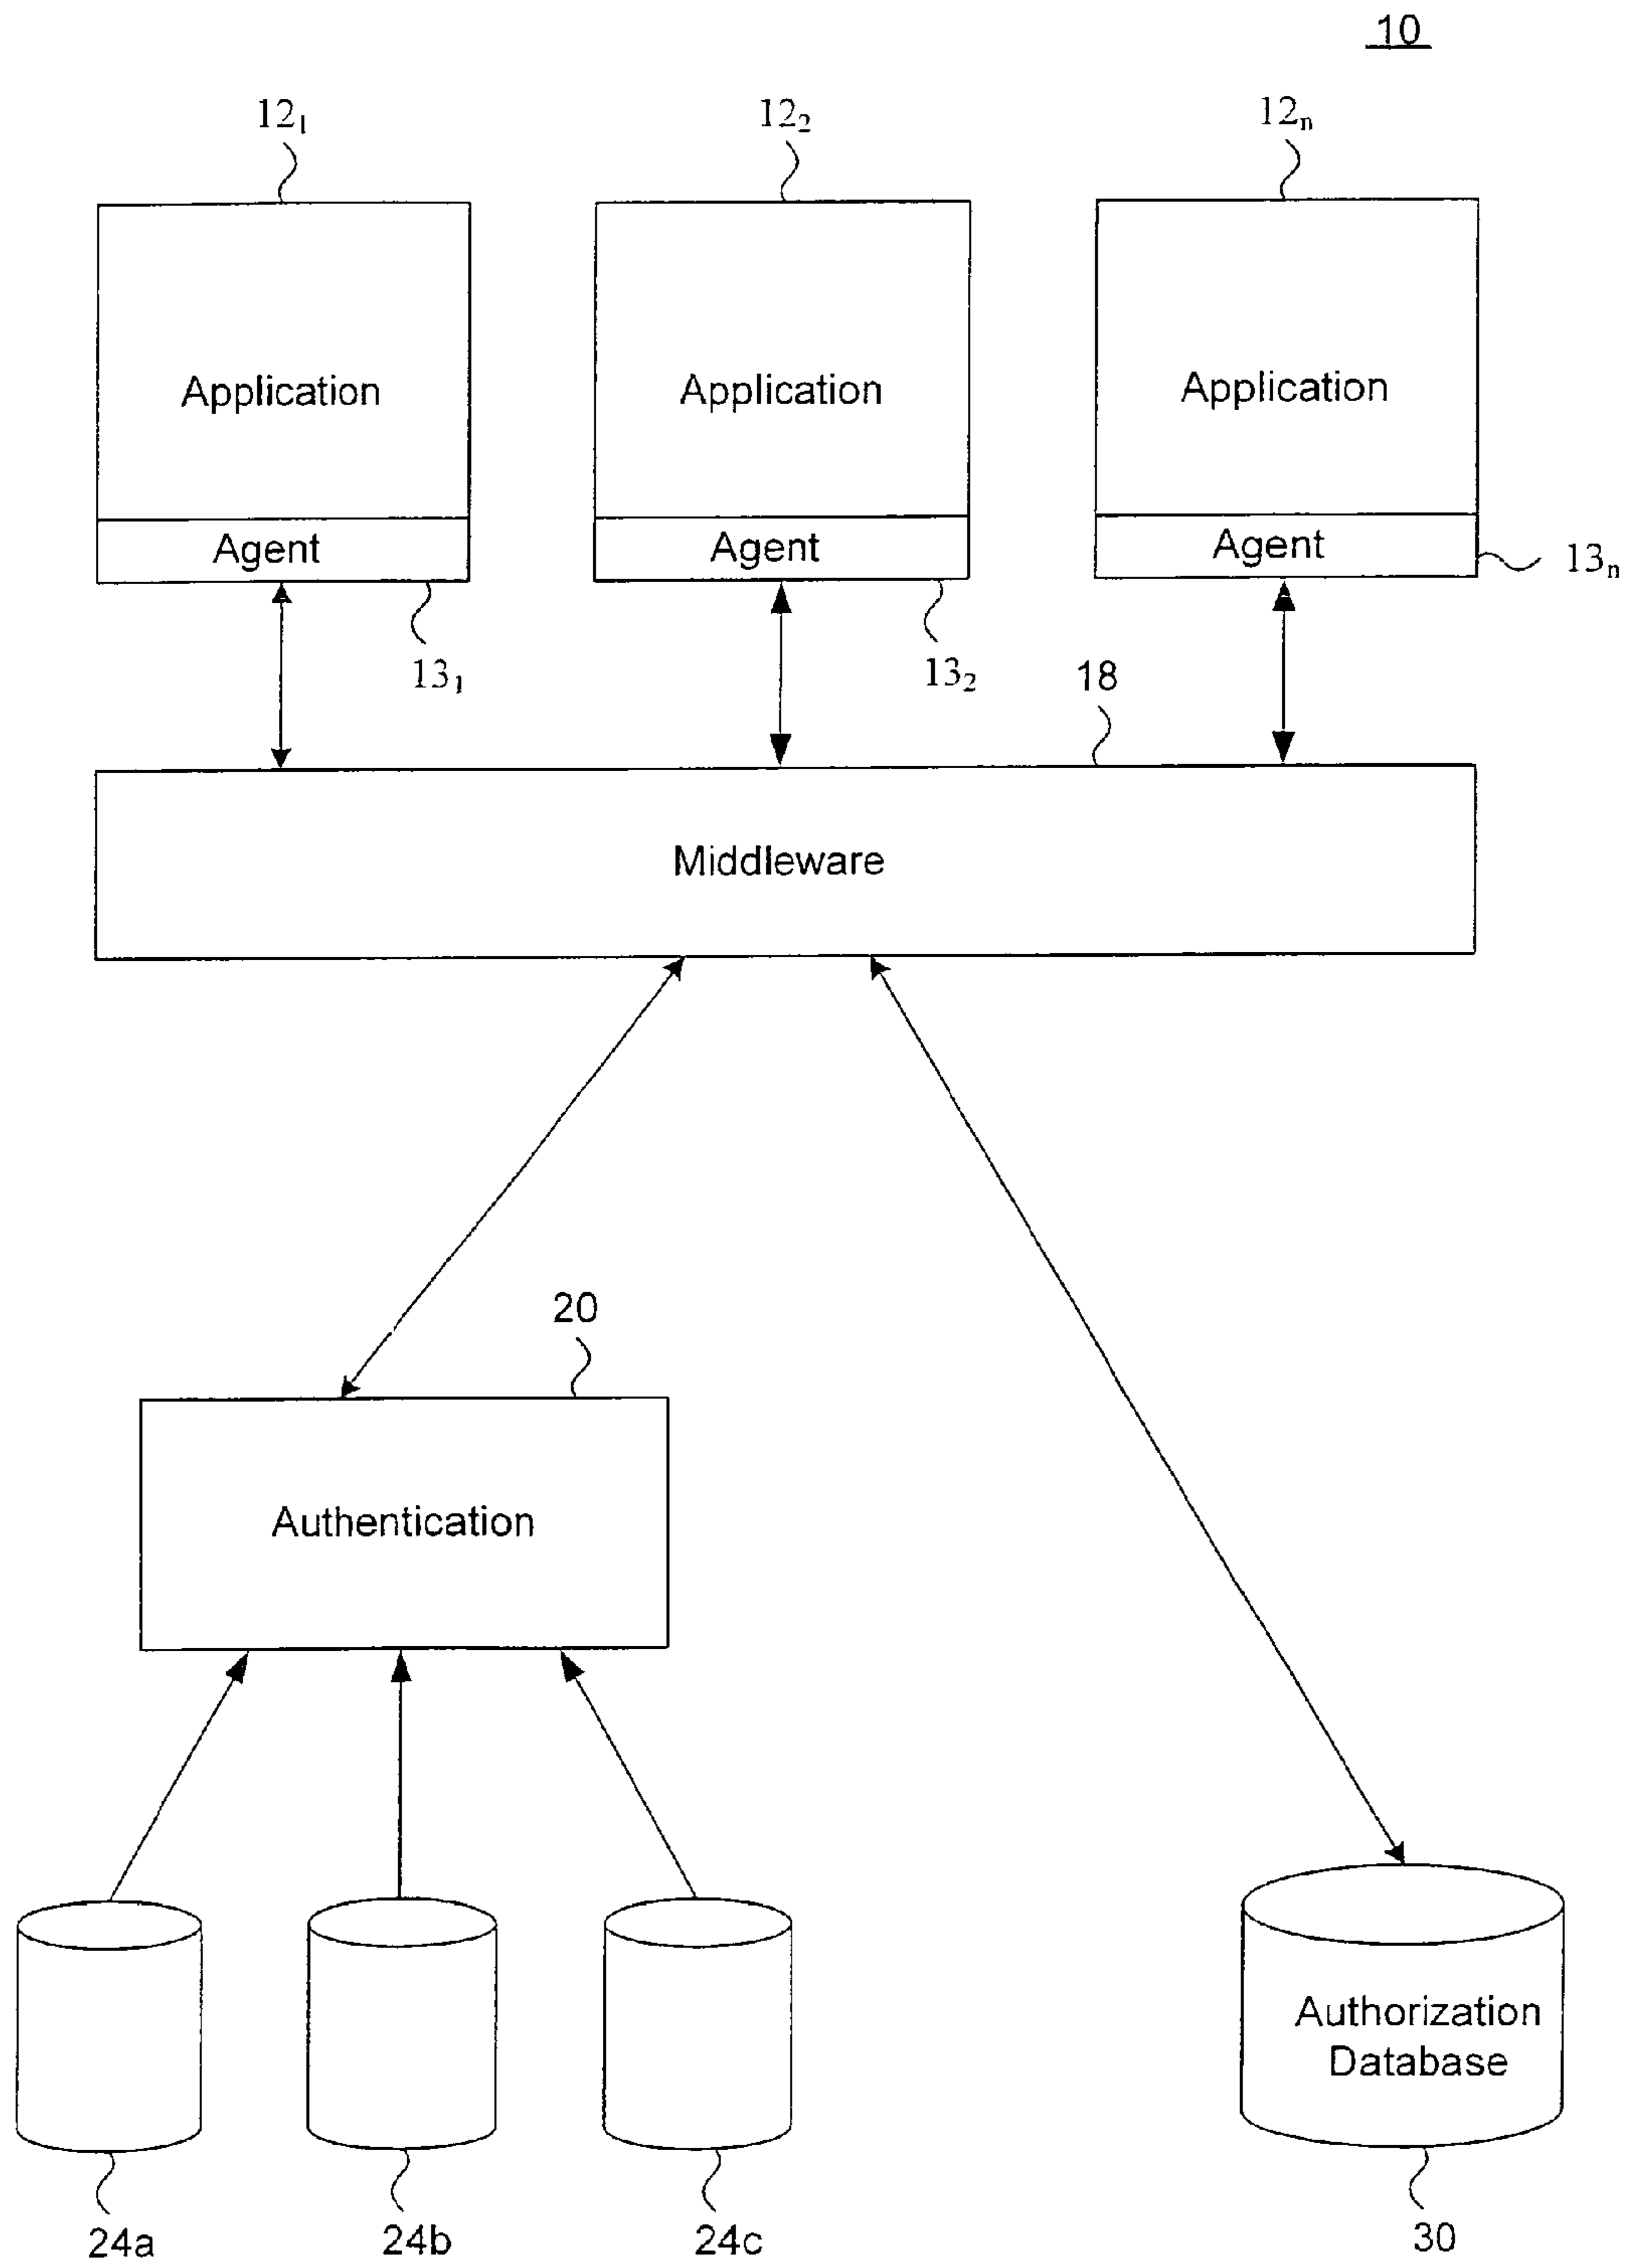 10
12₁ 12₂ 12ₙ
Application Application Application
Agent Agent Agent
13ₙ
13₁ 13₂ 18
Middleware
20
Authentication
Authorization
Database
24a 24b 24c 30